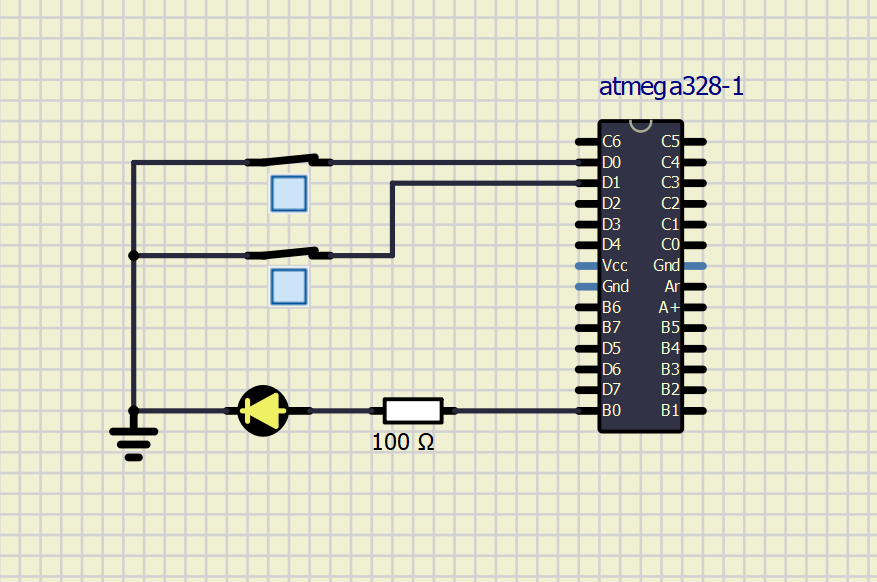 atmega328-1
C6 C5
D0 C4
D1 C3
D2 C2
D3 C1
D4 C0
Vcc Gnd
Gnd Ar
B6 A+
B7 B5
D5 B4
D6 B3
D7 B2
B0 B1
100 Ω